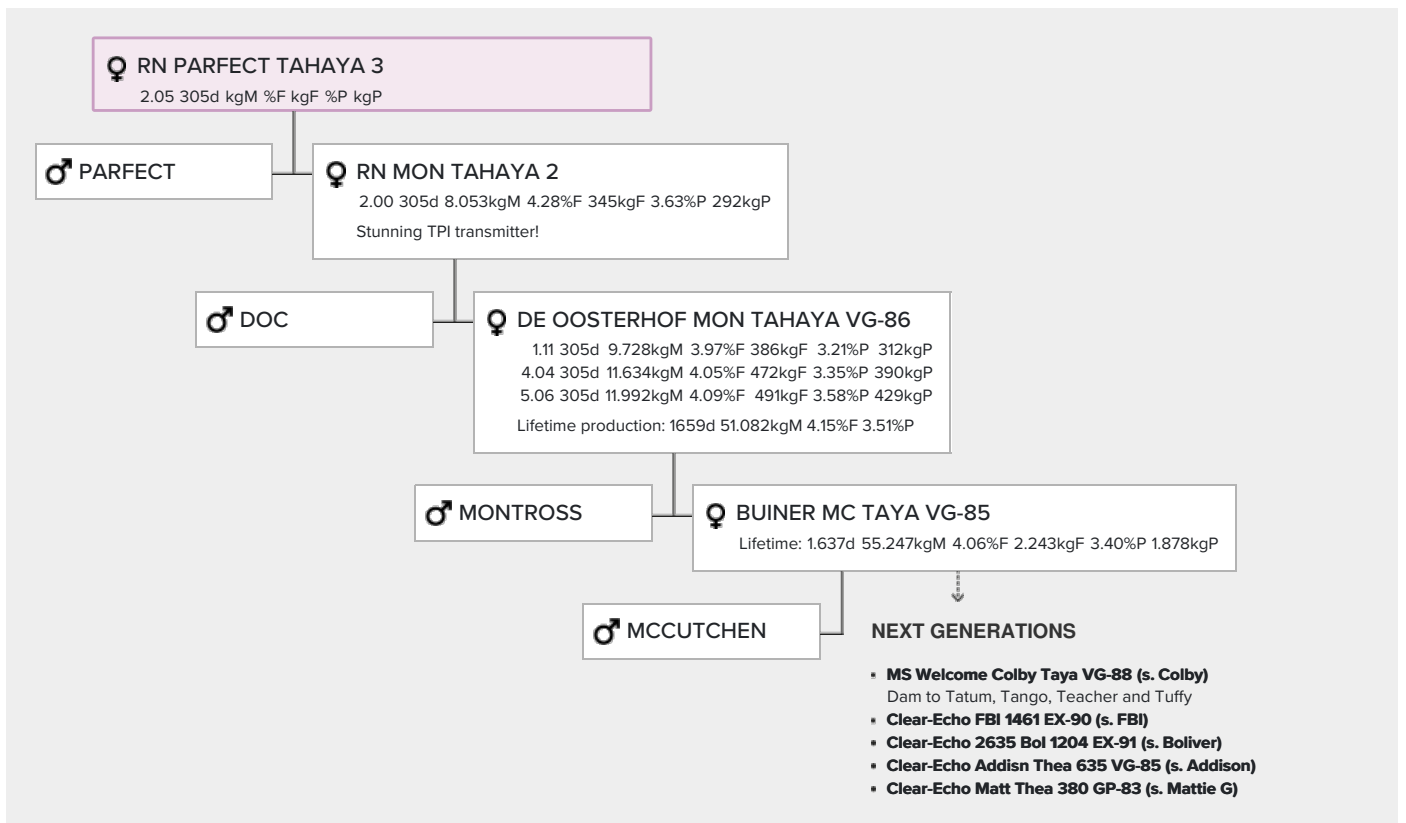 RN PARFECT TAHAYA 3
2.05 305d kgM %F kgF %P kgP
PARFECT
RN MON TAHAYA 2
2.00 305d 8.053kgM 4.28%F 345kgF 3.63%P 292kgP
Stunning TPI transmitter!
DOC
DE OOSTERHOF MON TAHAYA VG-86
1.11 305d 9.728kgM 3.97%F 386kgF 3.21%P 312kgP
4.04 305d 11.634kgM 4.05%F 472kgF 3.35%P 390kgP
5.06 305d 11.992kgM 4.09%F 491kgF 3.58%P 429kgP
Lifetime production: 1659d 51.082kgM 4.15%F 3.51%P
MONTROSS
BUINER MC TAYA VG-85
Lifetime: 1.637d 55.247kgM 4.06%F 2.243kgF 3.40%P 1.878kgP
MCCUTCHEN
NEXT GENERATIONS
MS Welcome Colby Taya VG-88 (s. Colby)
Dam to Tatum, Tango, Teacher and Tuffy
Clear-Echo FBI 1461 EX-90 (s. FBI)
Clear-Echo 2635 Bol 1204 EX-91 (s. Boliver)
Clear-Echo Addisn Thea 635 VG-85 (s. Addison)
Clear-Echo Matt Thea 380 GP-83 (s. Mattie G)